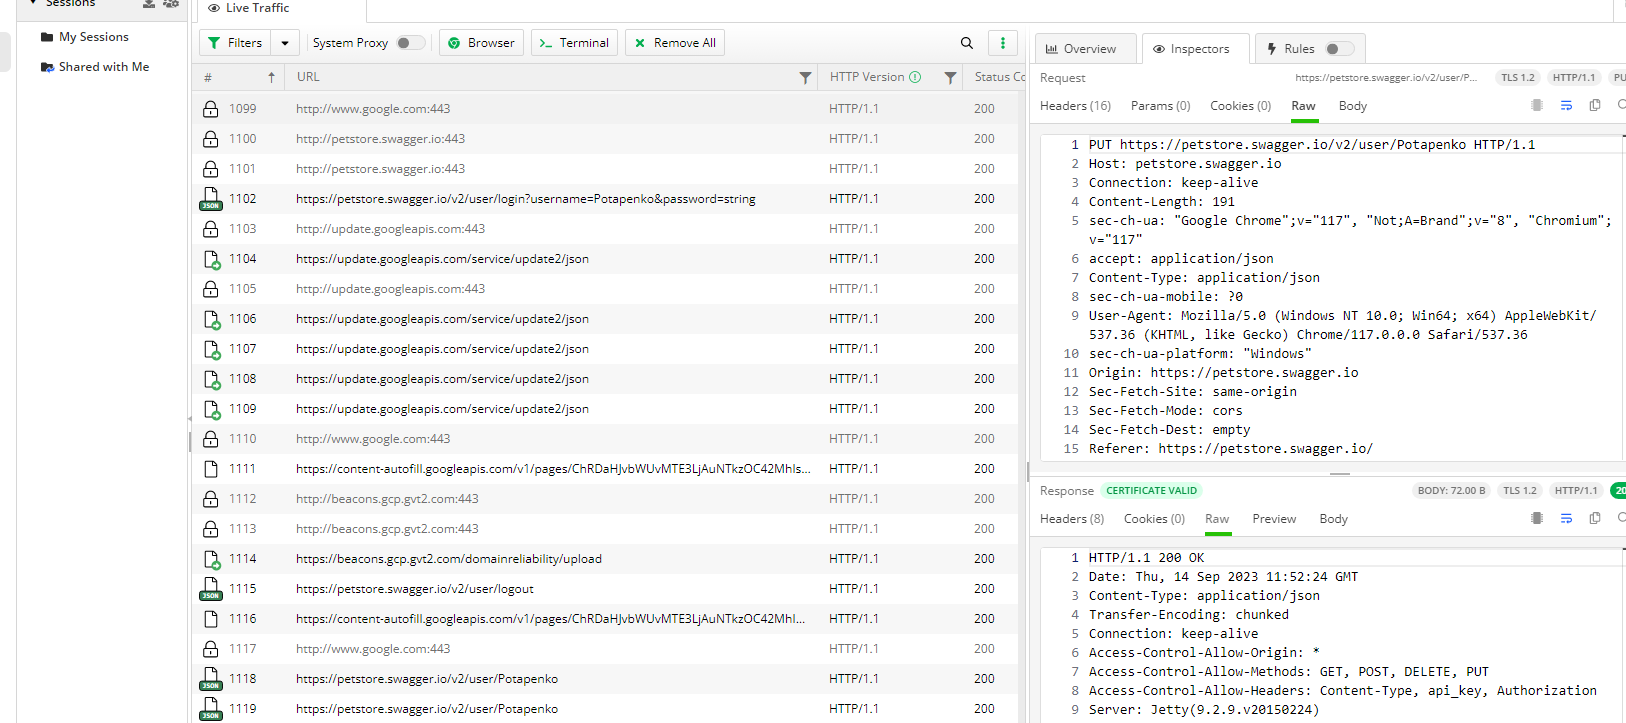 Sessions
My Sessions
Shared with Me
Live Traffic
Filters
System Proxy
Browser
Terminal
Remove All
# URL HTTP Version Status Co
1099 http://www.google.com:443 HTTP/1.1 200
1100 http://petstore.swagger.io:443 HTTP/1.1 200
1101 http://petstore.swagger.io:443 HTTP/1.1 200
JSON 1102 https://petstore.swagger.io/v2/user/login?username=Potapenko&password=string HTTP/1.1 200
1103 http://update.googleapis.com:443 HTTP/1.1 200
1104 https://update.googleapis.com/service/update2/json HTTP/1.1 200
1105 http://update.googleapis.com:443 HTTP/1.1 200
1106 https://update.googleapis.com/service/update2/json HTTP/1.1 200
1107 https://update.googleapis.com/service/update2/json HTTP/1.1 200
1108 https://update.googleapis.com/service/update2/json HTTP/1.1 200
1109 https://update.googleapis.com/service/update2/json HTTP/1.1 200
1110 http://www.google.com:443 HTTP/1.1 200
1111 https://content-autofill.googleapis.com/v1/pages/ChRDaHJvbWUvMTE3LjAuNTkzOC42MhIs... HTTP/1.1 200
1112 http://beacons.gcp.gvt2.com:443 HTTP/1.1 200
1113 http://beacons.gcp.gvt2.com:443 HTTP/1.1 200
1114 https://beacons.gcp.gvt2.com/domainreliability/upload HTTP/1.1 200
JSON 1115 https://petstore.swagger.io/v2/user/logout HTTP/1.1 200
1116 https://content-autofill.googleapis.com/v1/pages/ChRDaHJvbWUvMTE3LjAuNTkzOC42MhI... HTTP/1.1 200
1117 http://www.google.com:443 HTTP/1.1 200
JSON 1118 https://petstore.swagger.io/v2/user/Potapenko HTTP/1.1 200
JSON 1119 https://petstore.swagger.io/v2/user/Potapenko HTTP/1.1 200
Overview Inspectors Rules
Request https://petstore.swagger.io/v2/user/P... TLS 1.2 HTTP/1.1 PU
Headers (16) Params (0) Cookies (0) Raw Body
1 PUT https://petstore.swagger.io/v2/user/Potapenko HTTP/1.1
2 Host: petstore.swagger.io
3 Connection: keep-alive
4 Content-Length: 191
5 sec-ch-ua: "Google Chrome";v="117", "Not;A=Brand";v="8", "Chromium";
v="117"
6 accept: application/json
7 Content-Type: application/json
8 sec-ch-ua-mobile: ?0
9 User-Agent: Mozilla/5.0 (Windows NT 10.0; Win64; x64) AppleWebKit/
537.36 (KHTML, like Gecko) Chrome/117.0.0.0 Safari/537.36
10 sec-ch-ua-platform: "Windows"
11 Origin: https://petstore.swagger.io
12 Sec-Fetch-Site: same-origin
13 Sec-Fetch-Mode: cors
14 Sec-Fetch-Dest: empty
15 Referer: https://petstore.swagger.io/
Response CERTIFICATE VALID BODY: 72.00 B TLS 1.2 HTTP/1.1 20
Headers (8) Cookies (0) Raw Preview Body
1 HTTP/1.1 200 OK
2 Date: Thu, 14 Sep 2023 11:52:24 GMT
3 Content-Type: application/json
4 Transfer-Encoding: chunked
5 Connection: keep-alive
6 Access-Control-Allow-Origin: *
7 Access-Control-Allow-Methods: GET, POST, DELETE, PUT
8 Access-Control-Allow-Headers: Content-Type, api_key, Authorization
9 Server: Jetty(9.2.9.v20150224)